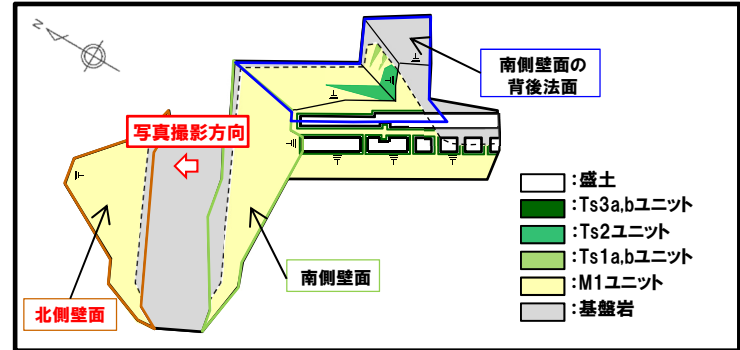 N
南側壁面の
背後法面
写真撮影方向
南側壁面
北側壁面
:盛土
:Ts3a,bユニット
:Ts2ユニット
:Ts1a,bユニット
:M1ユニット
:基盤岩